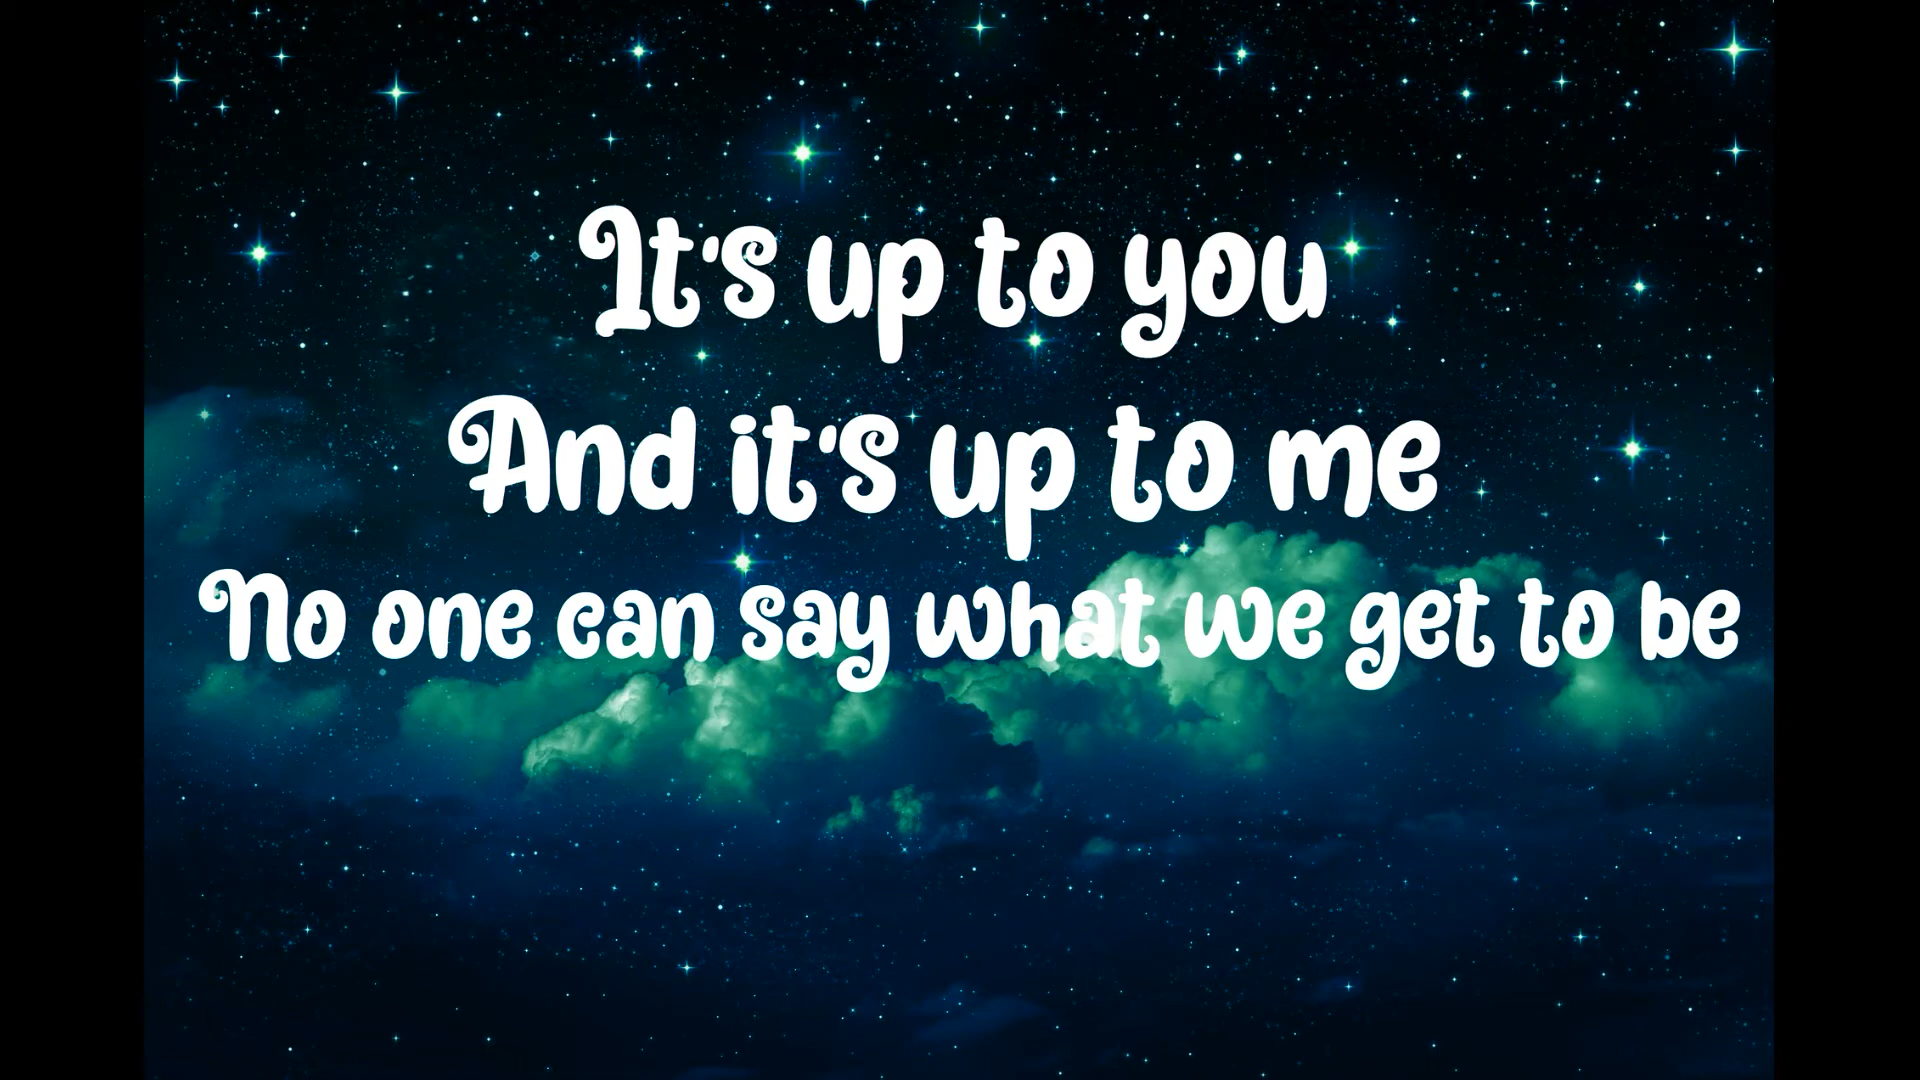 It's up to you
And it's up to me
No one can say what we get to be